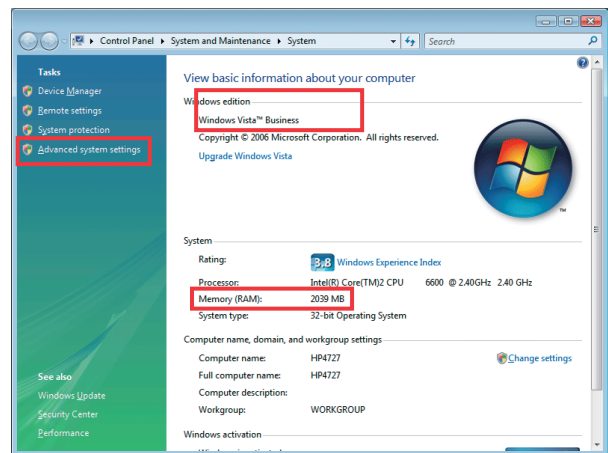 Control Panel ▸ System and Maintenance ▸ System
Search
Tasks
Device Manager
Remote settings
System protection
Advanced system settings
See also
Windows Update
Security Center
Performance
View basic information about your computer
Windows edition
Windows Vista™ Business
Copyright © 2006 Microsoft Corporation. All rights reserved.
Upgrade Windows Vista
TM
System
Rating:
3.8 Windows Experience Index
Processor: Intel(R) Core(TM)2 CPU 6600 @ 2.40GHz 2.40 GHz
Memory (RAM): 2039 MB
System type: 32-bit Operating System
Computer name, domain, and workgroup settings
Computer name: HP4727
Change settings
Full computer name: HP4727
Computer description:
Workgroup: WORKGROUP
Windows activation